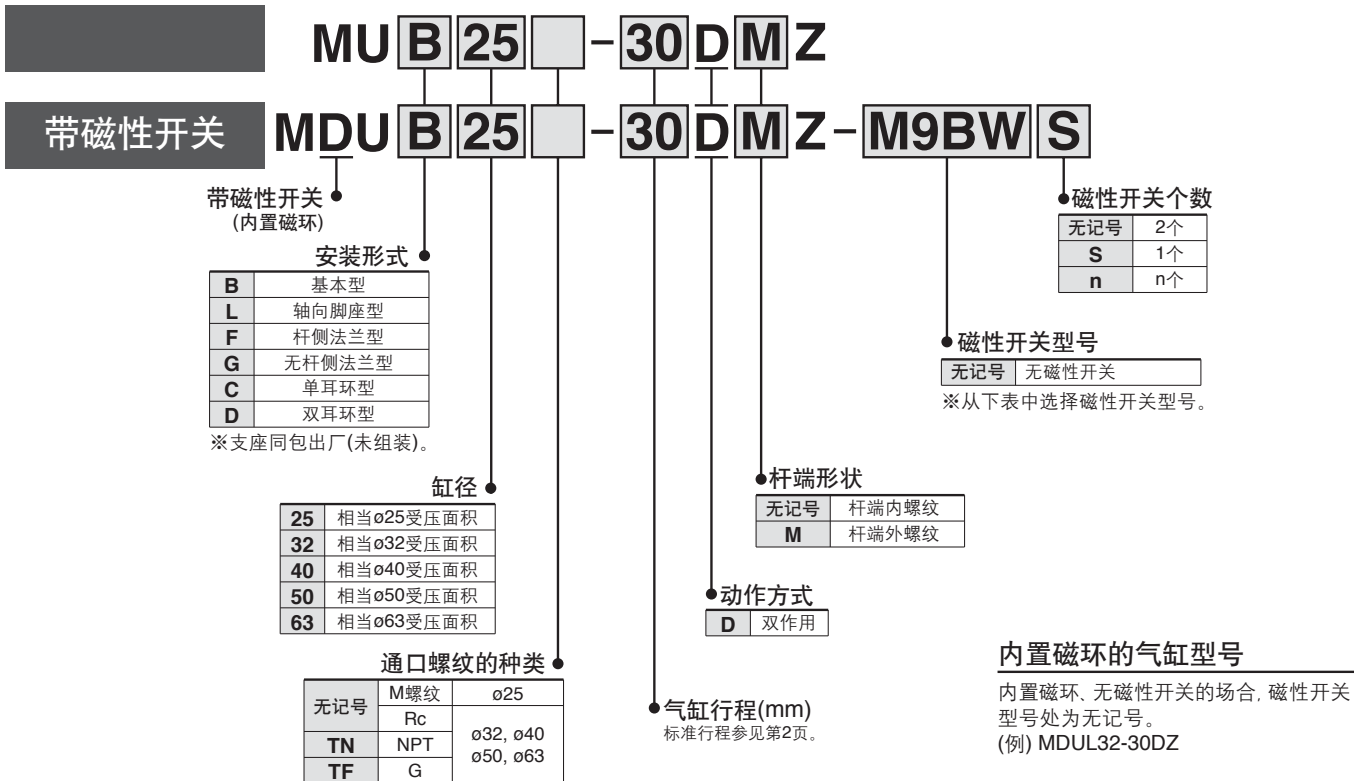 MU B 25 -30 D M Z
带磁性开关 MDU B 25 -30 D M Z-M9BW S
带磁性开关
(内置磁环)
安装形式
B 基本型
L 轴向脚座型
F 杆侧法兰型
G 无杆侧法兰型
C 单耳环型
D 双耳环型
※支座同包出厂(未组装)。
缸径
25 相当ø25受压面积
32 相当ø32受压面积
40 相当ø40受压面积
50 相当ø50受压面积
63 相当ø63受压面积
通口螺纹的种类
无记号 M螺纹 ø25
Rc ø32, ø40
TN NPT ø50, ø63
TF G
气缸行程(mm)
标准行程参见第2页。
动作方式
D 双作用
杆端形状
无记号 杆端内螺纹
M 杆端外螺纹
磁性开关型号
无记号 无磁性开关
※从下表中选择磁性开关型号。
磁性开关个数
无记号 2个
S 1个
n n个
内置磁环的气缸型号
内置磁环、无磁性开关的场合, 磁性开关
型号处为无记号。
(例) MDUL32-30DZ